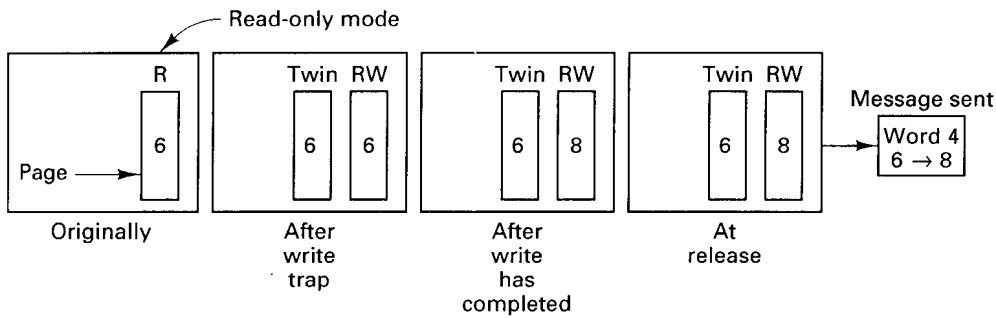 Read-only mode
R
6
Page
Originally
Twin RW
6 6
After
write
trap
Twin RW
6 8
After
write
has
completed
Twin RW
6 8
At
release
Message sent
Word 4
6 → 8